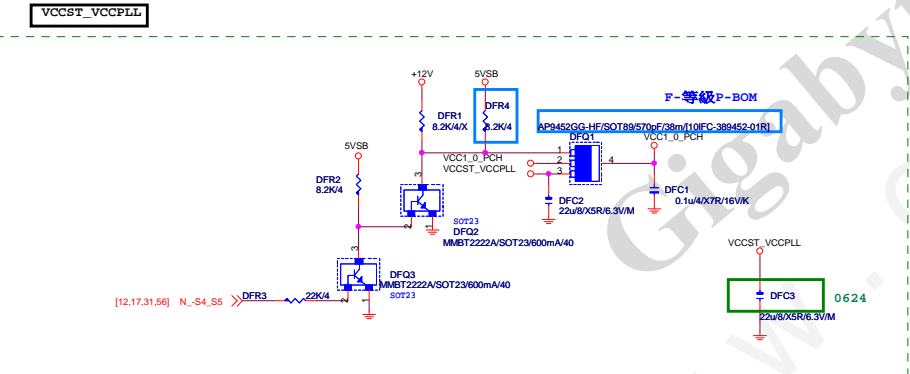 VCCST_VCCPLL
+12V
5VSB
DFR1
8.2K/4/X
DFR4
8.2K/4
F-等級P-BOM
AP9452GG-HF/SOT89/570pF/38m/[10IFC-389452-01R]
DFQ1
VCC1_0_PCH
VCC1_0_PCH
VCCST_VCCPLL
1
2
3
4
5VSB
DFR2
8.2K/4
3
2
1
SOT23
DFQ2
MMBT2222A/SOT23/600mA/40
DFC2
22u/8/X5R/6.3V/M
DFC1
0.1u/4/X7R/16V/K
3
2
1
DFQ3
MMBT2222A/SOT23/600mA/40
SOT23
[12,17,31,56] N_-S4_S5
DFR3
22K/4
VCCST_VCCPLL
DFC3
0624
22u/8/X5R/6.3V/M
Gigaby
w
.